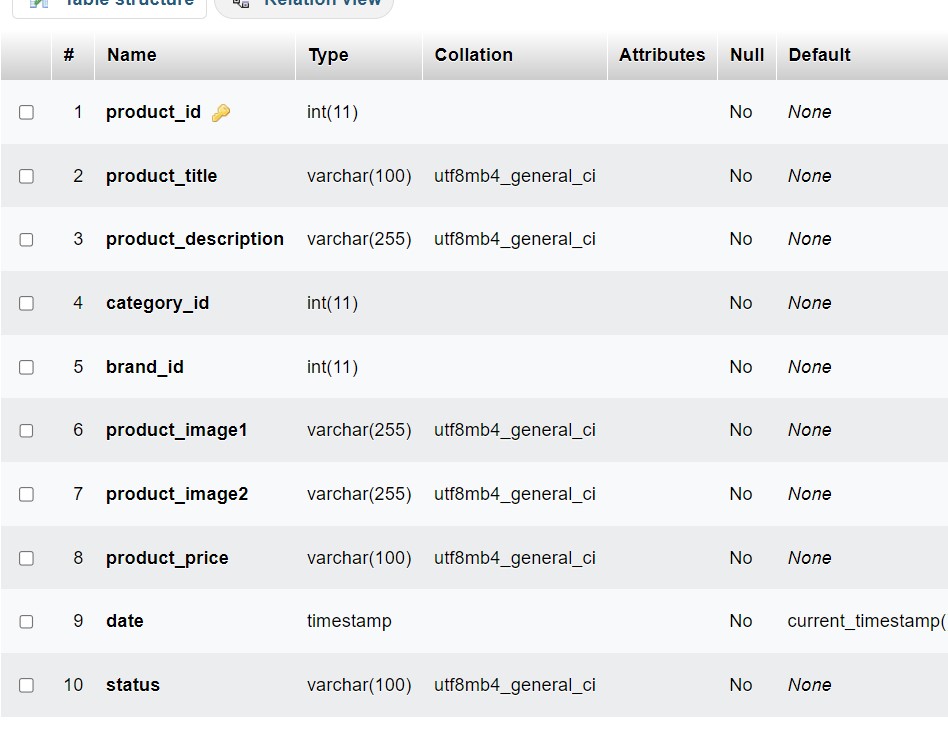 Table structure Relation view
# Name Type Collation Attributes Null Default
1 product_id int(11) No None
2 product_title varchar(100) utf8mb4_general_ci No None
3 product_description varchar(255) utf8mb4_general_ci No None
4 category_id int(11) No None
5 brand_id int(11) No None
6 product_image1 varchar(255) utf8mb4_general_ci No None
7 product_image2 varchar(255) utf8mb4_general_ci No None
8 product_price varchar(100) utf8mb4_general_ci No None
9 date timestamp No current_timestamp(
10 status varchar(100) utf8mb4_general_ci No None